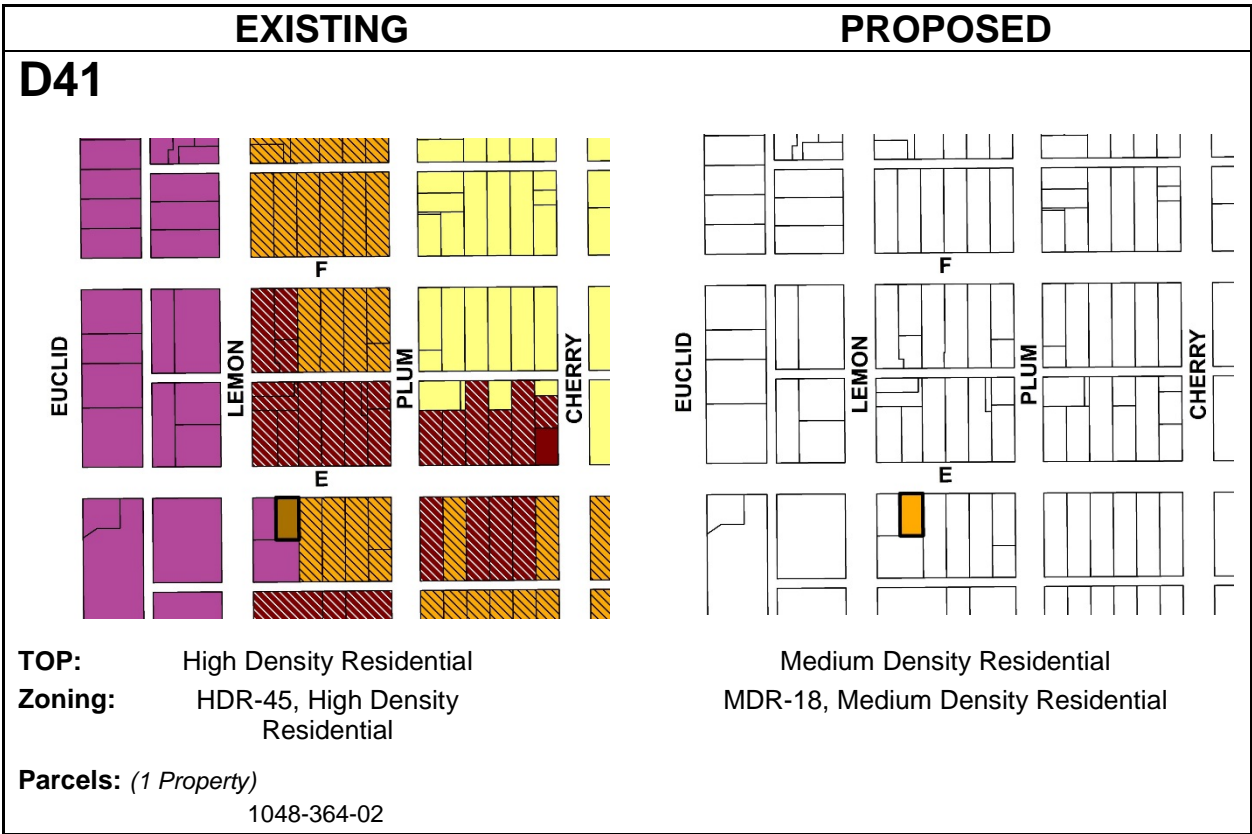 EXISTING
PROPOSED
D41
F
F
EUCLID
LEMON
PLUM
CHERRY
EUCLID
LEMON
PLUM
CHERRY
E
E
TOP: High Density Residential
Medium Density Residential
Zoning: HDR-45, High Density
Residential
MDR-18, Medium Density Residential
Parcels: (1 Property)
1048-364-02